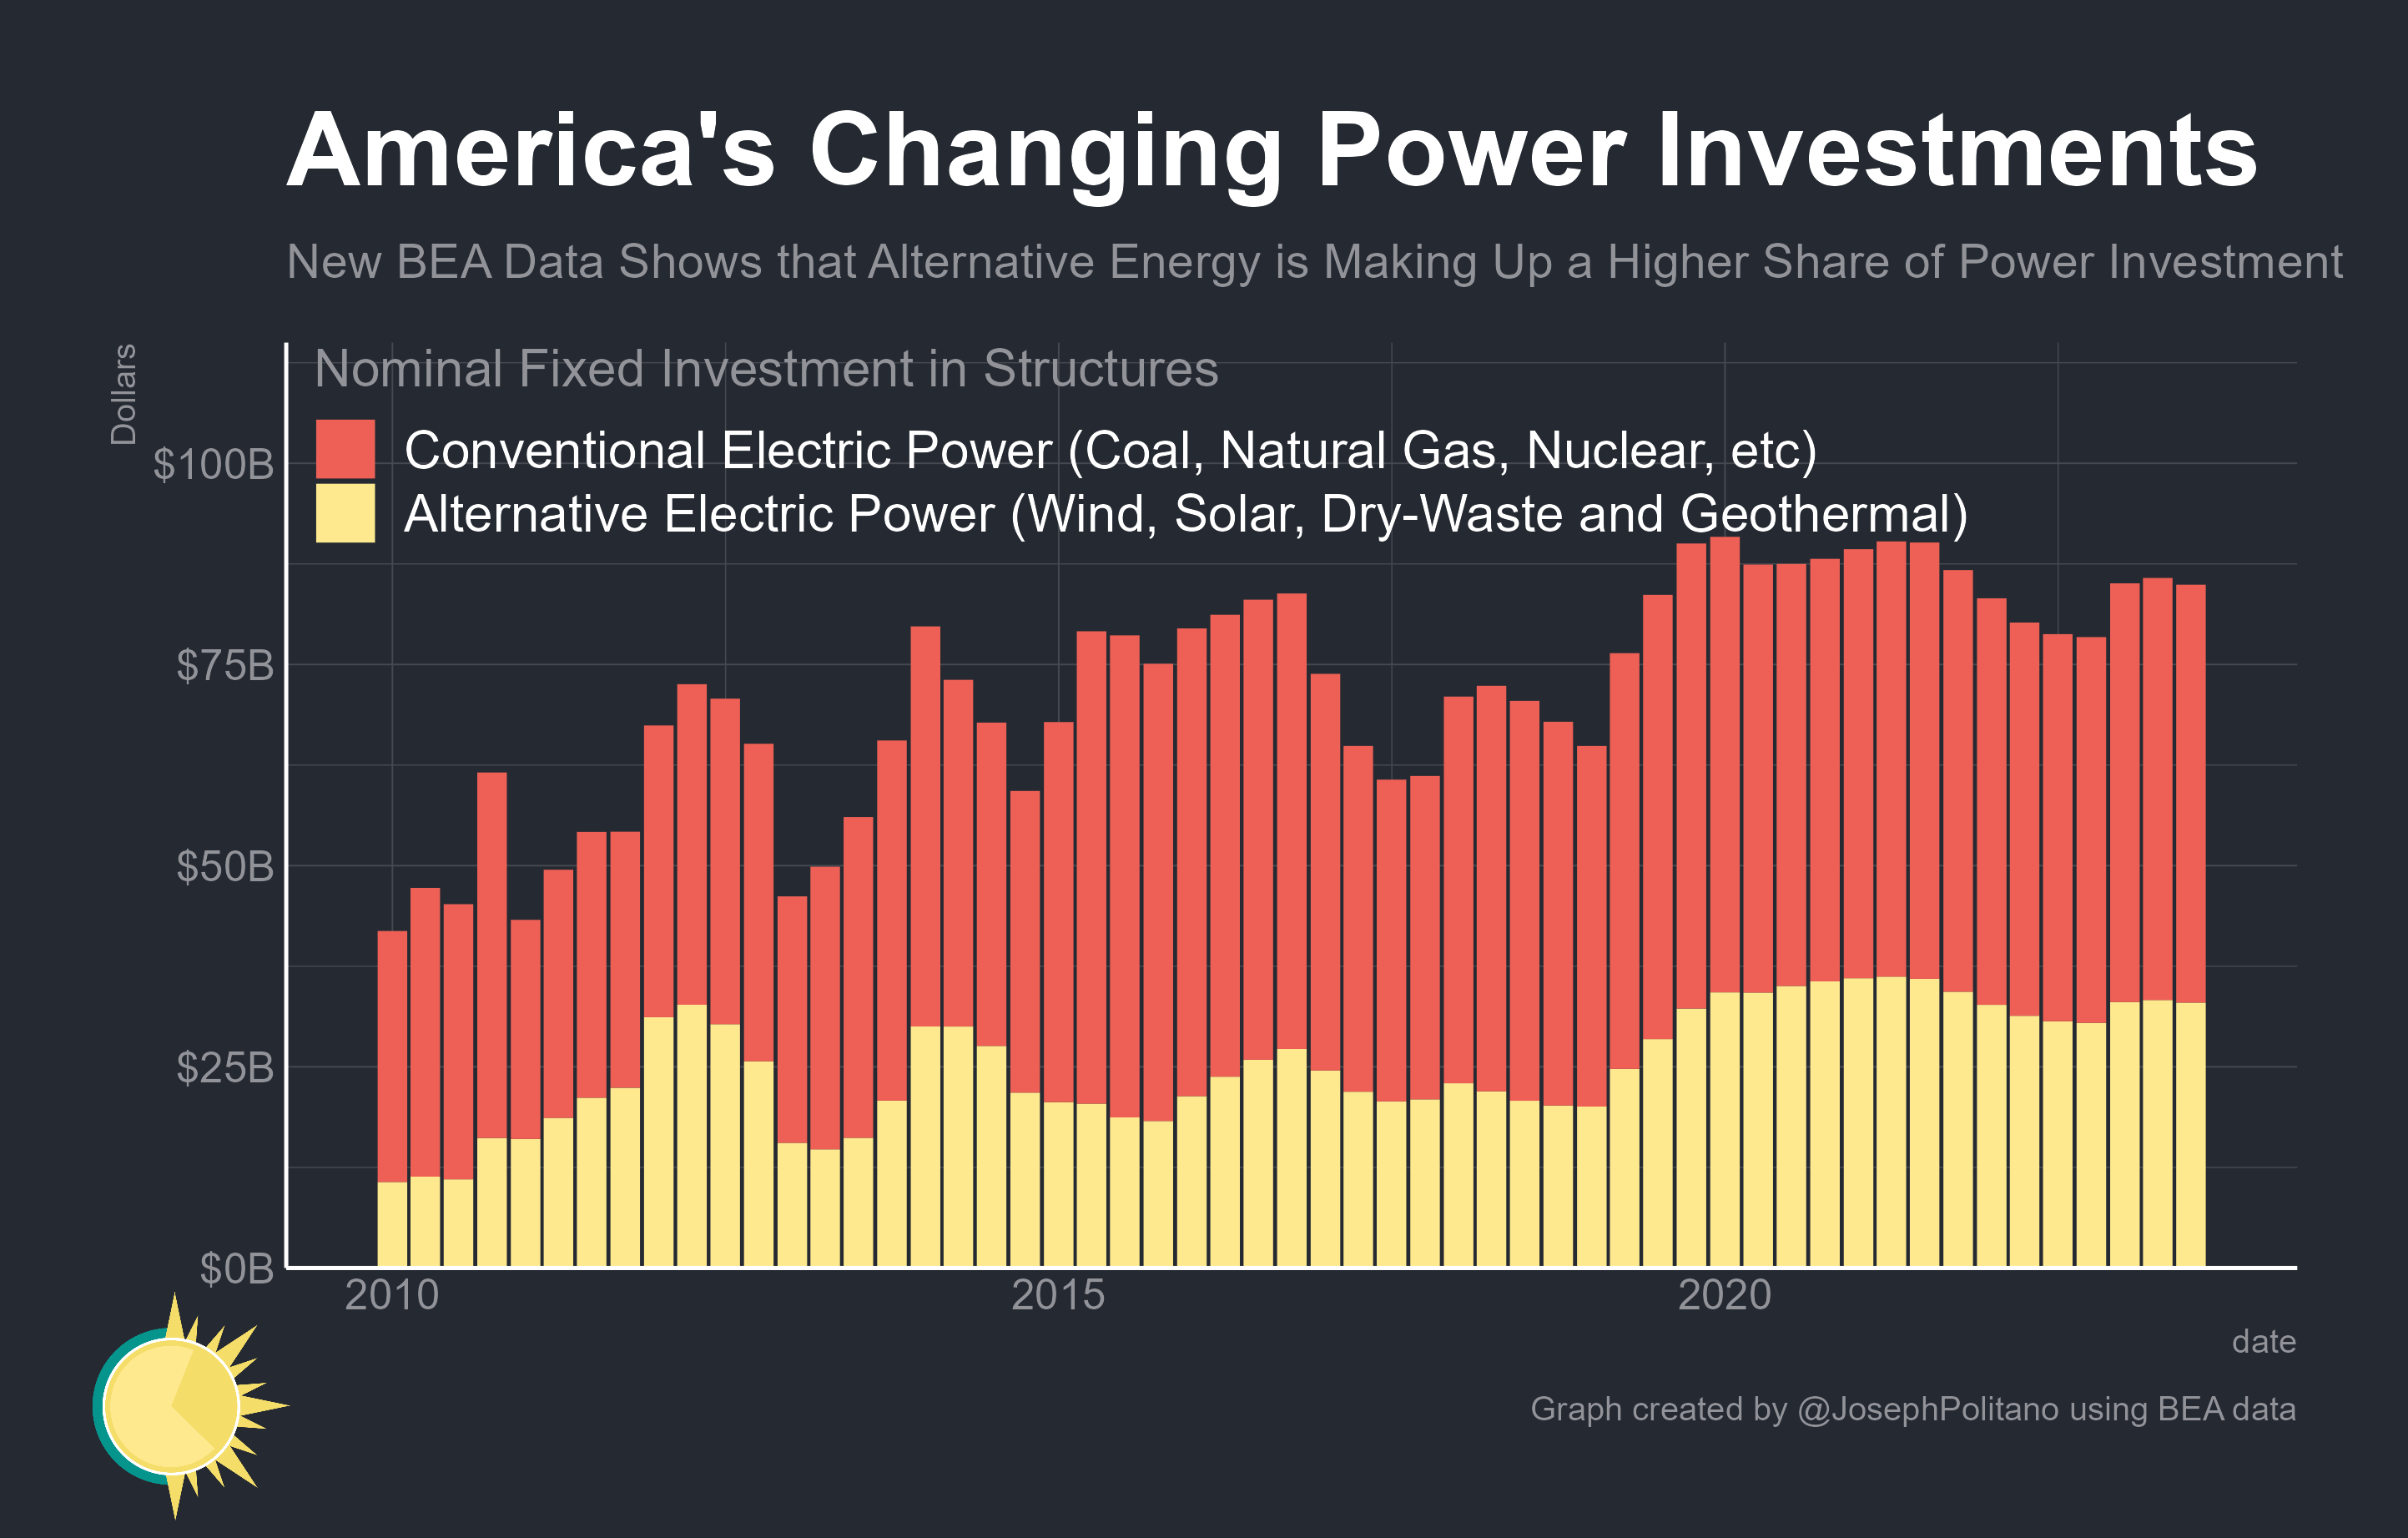 America's Changing Power Investments
New BEA Data Shows that Alternative Energy is Making Up a Higher Share of Power Investment
Dollars
Nominal Fixed Investment in Structures
Conventional Electric Power (Coal, Natural Gas, Nuclear, etc)
Alternative Electric Power (Wind, Solar, Dry-Waste and Geothermal)
$100B
$75B
$50B
$25B
$0B
2010
2015
2020
date
Graph created by @JosephPolitano using BEA data